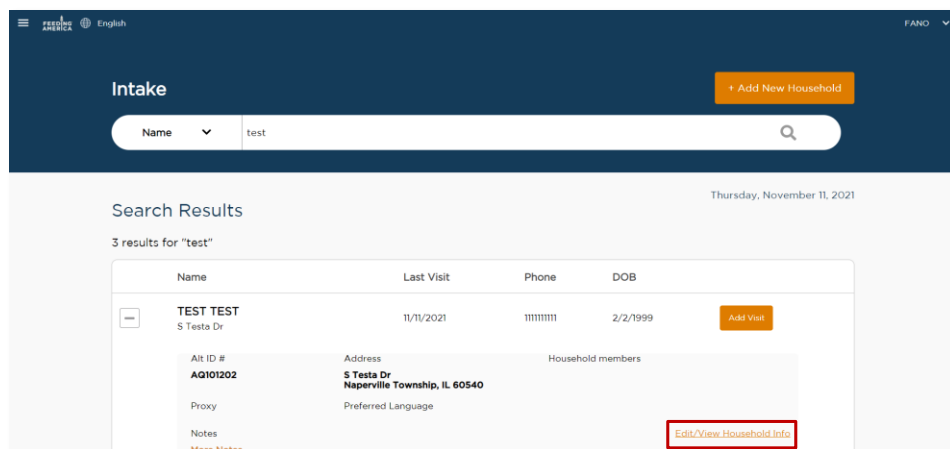 FEEDING AMERICA English FANO
Intake + Add New Household
Name test
Thursday, November 11, 2021
Search Results
3 results for "test"
Name Last Visit Phone DOB
TEST TEST 11/11/2021 1111111111 2/2/1999 Add Visit
S Testa Dr
Alt ID # Address Household members
AQ101202 S Testa Dr
Naperville Township, IL 60540
Proxy Preferred Language
Notes Edit/View Household Info
More Notes